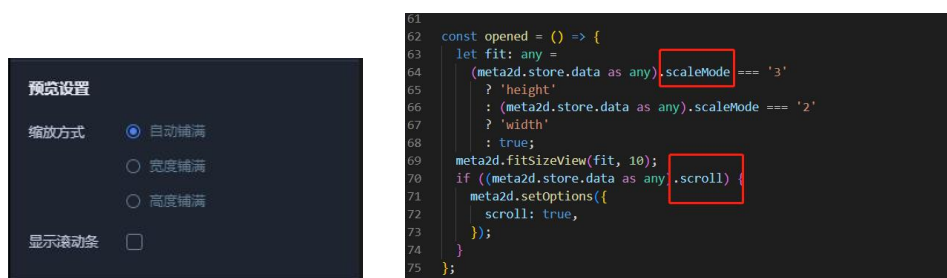 预览设置
缩放方式 自动铺满
宽度铺满
高度铺满
显示滚动条
61
62 const opened = () => {
63 let fit: any =
64 (meta2d.store.data as any).scaleMode === '3'
65 ? 'height'
66 : (meta2d.store.data as any).scaleMode === '2'
67 ? 'width'
68 : true;
69 meta2d.fitSizeView(fit, 10);
70 if ((meta2d.store.data as any).scroll) {
71 meta2d.setOptions({
72 scroll: true,
73 });
74 }
75 };